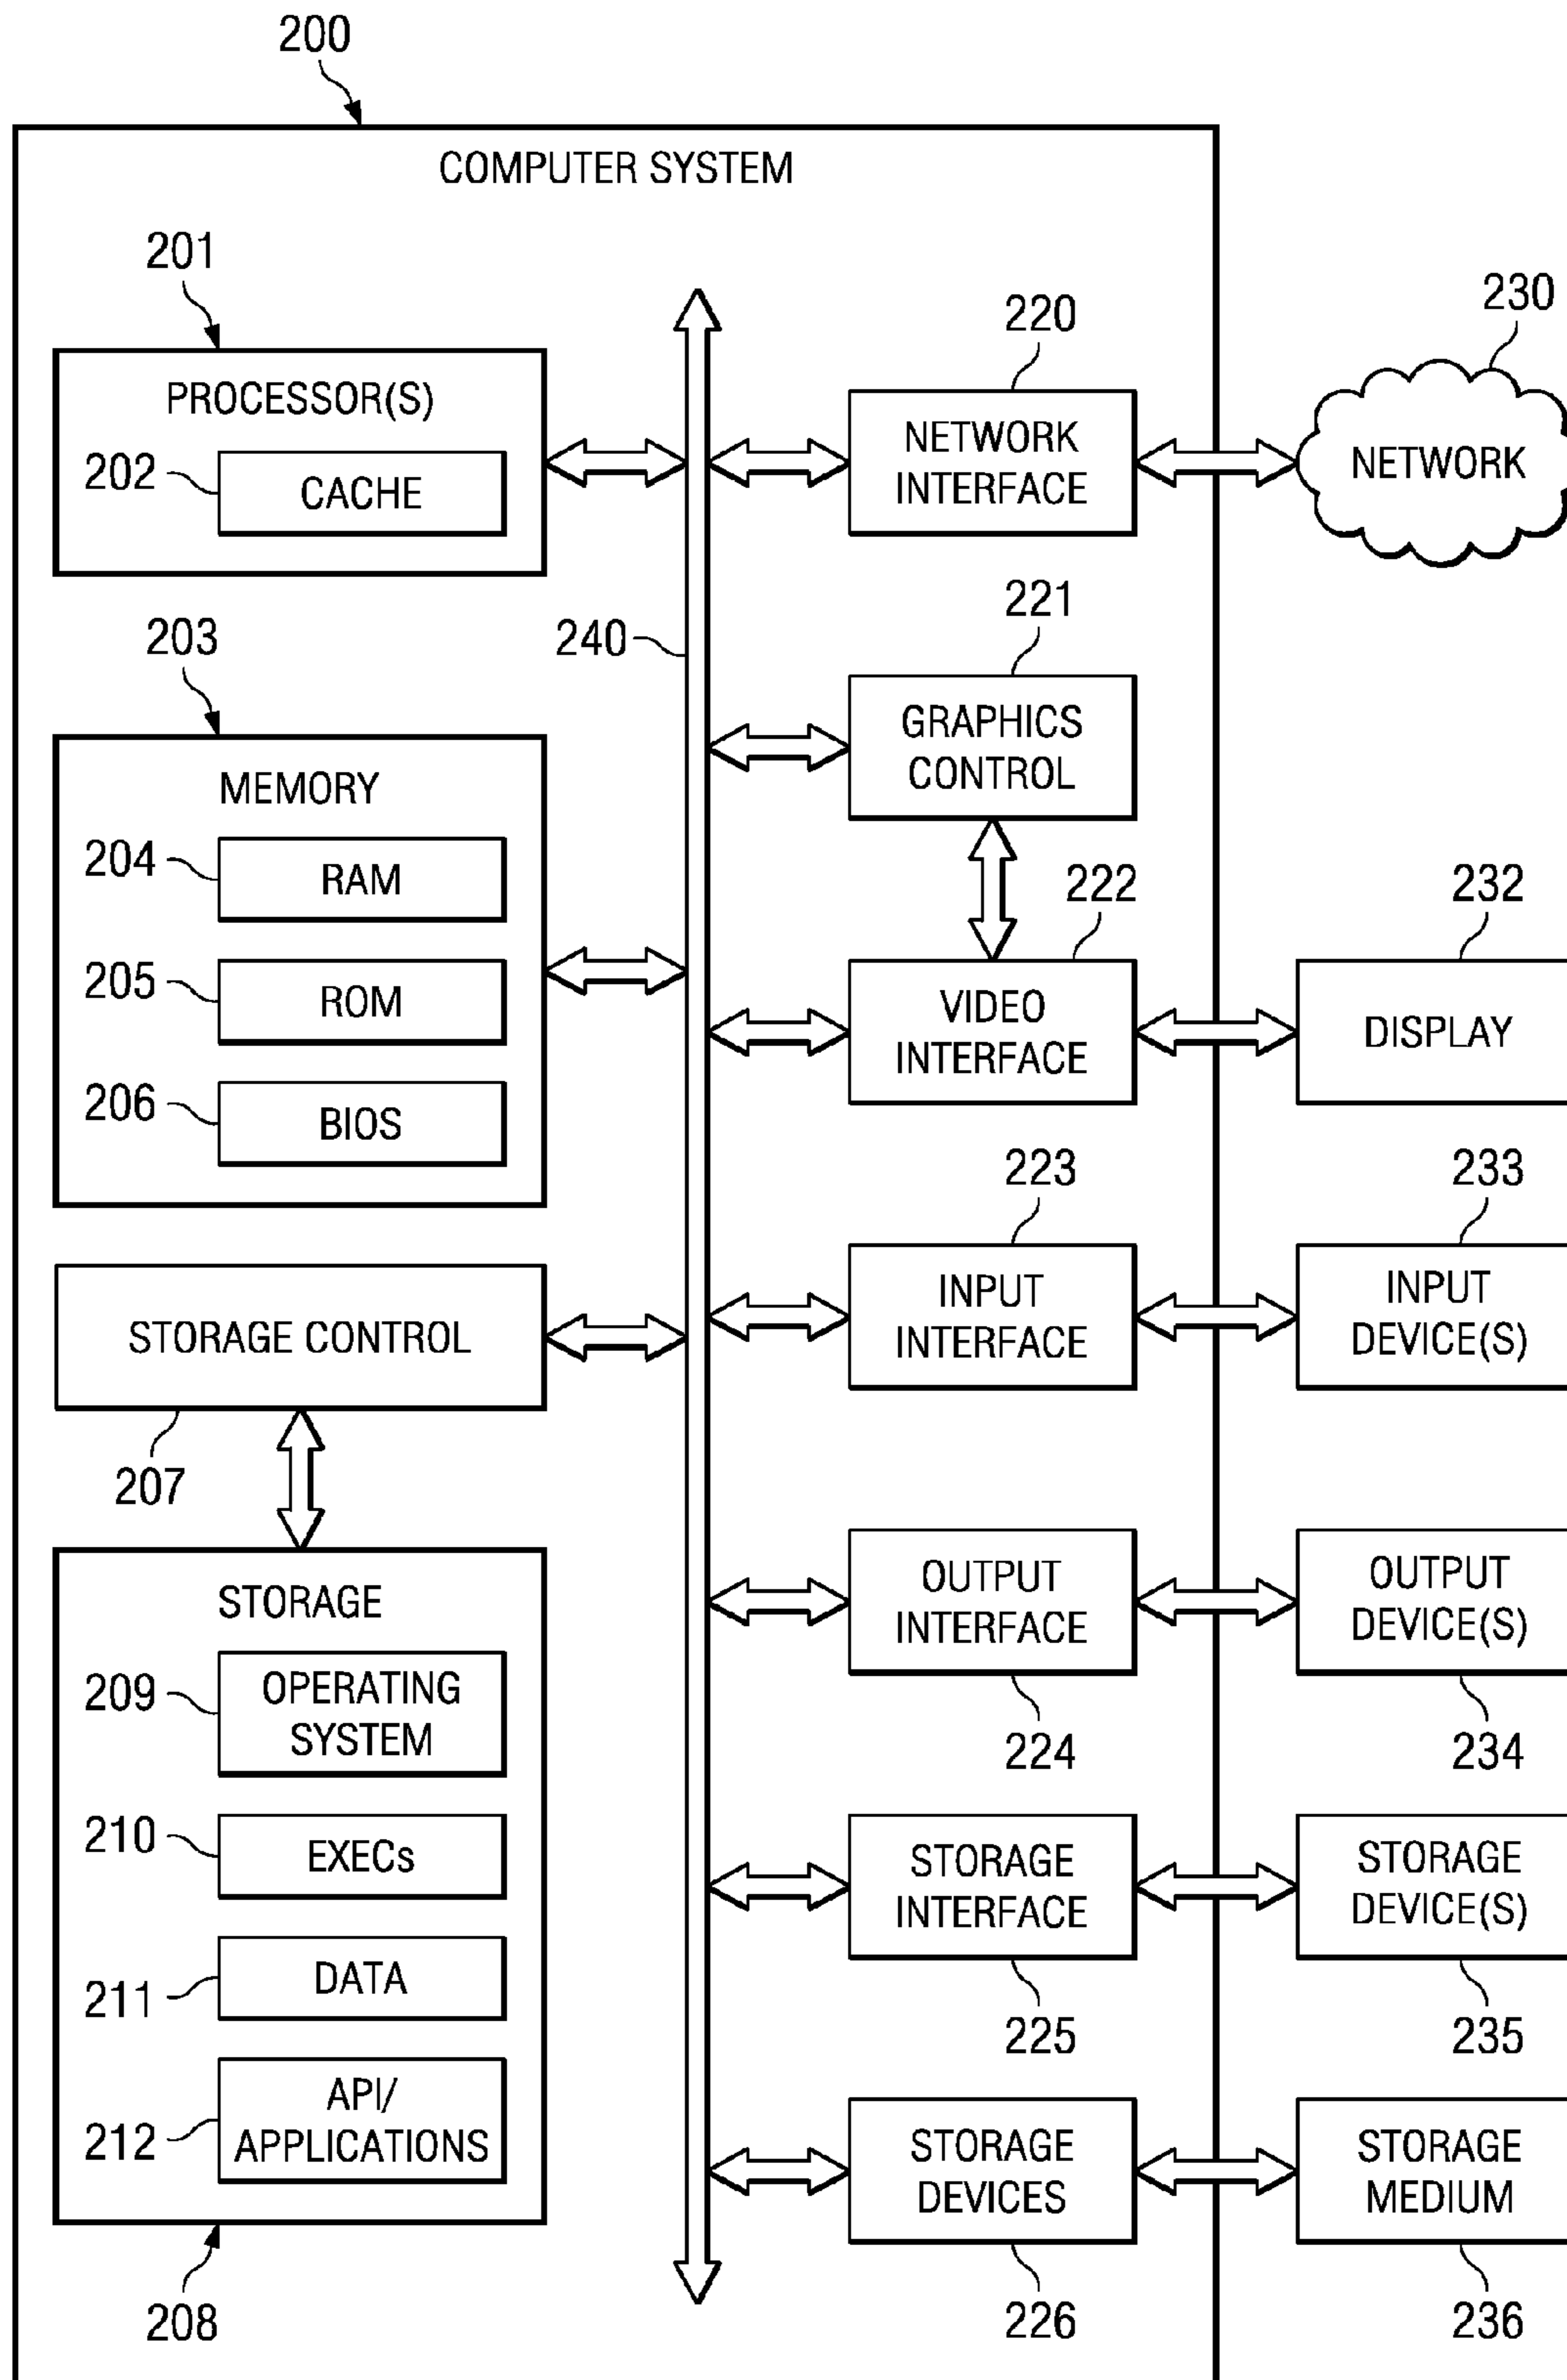 200
COMPUTER SYSTEM
201
PROCESSOR(S)
202
CACHE
203
MEMORY
204
RAM
205
ROM
206
BIOS
STORAGE CONTROL
207
STORAGE
209
OPERATING
SYSTEM
210
EXECs
211
DATA
212
API/
APPLICATIONS
208
240
220
NETWORK
INTERFACE
221
GRAPHICS
CONTROL
222
VIDEO
INTERFACE
223
INPUT
INTERFACE
OUTPUT
INTERFACE
224
STORAGE
INTERFACE
225
STORAGE
DEVICES
226
230
NETWORK
232
DISPLAY
233
INPUT
DEVICE(S)
OUTPUT
DEVICE(S)
234
STORAGE
DEVICE(S)
235
STORAGE
MEDIUM
236